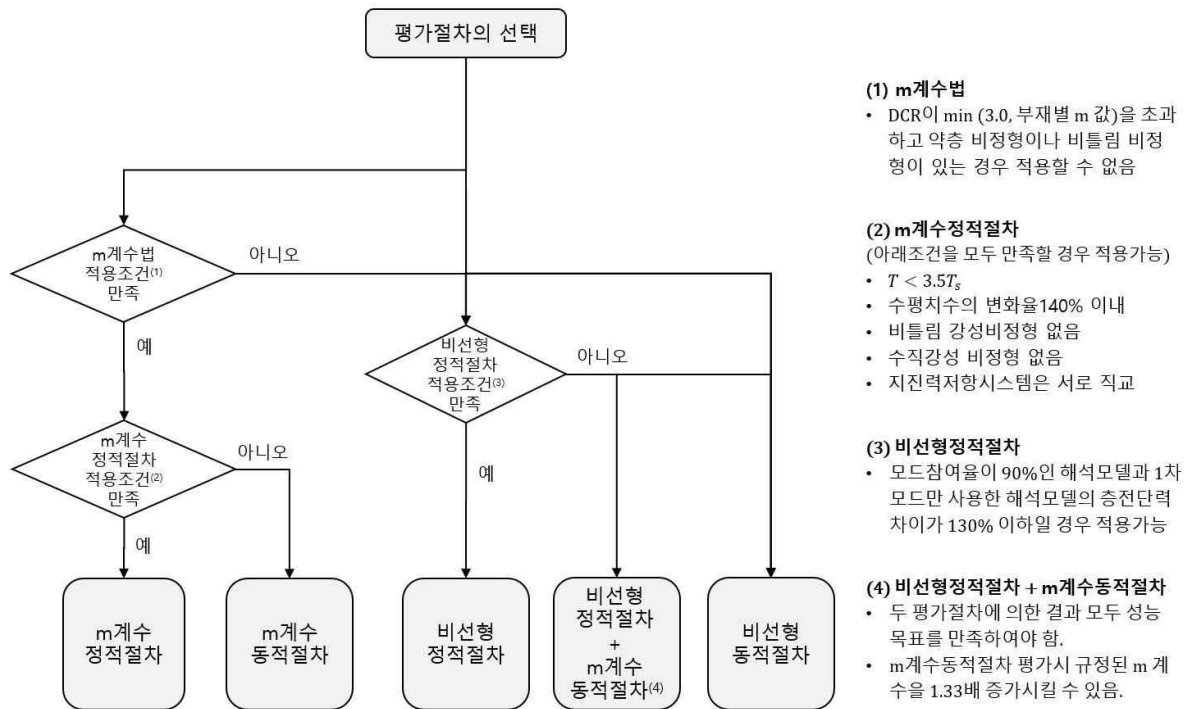 평가절차의 선택
m계수법
적용조건(1)
만족
아니오
예
m계수
정적절차
적용조건(2)
만족
아니오
예
비선형
정적절차
적용조건(3)
만족
아니오
예
m계수
정적절차
m계수
동적절차
비선형
정적절차
비선형
정적절차
+
m계수
동적절차(4)
비선형
동적절차
(1) m계수법
• DCR이 min (3.0, 부재별 m 값)을 초과
하고 약층 비정형이나 비틀림 비정
형이 있는 경우 적용할 수 없음
(2) m계수정적절차
(아래조건을 모두 만족할 경우 적용가능)
• T < 3.5Ts
• 수평치수의 변화율140% 이내
• 비틀림 강성비정형 없음
• 수직강성 비정형 없음
• 지진력저항시스템은 서로 직교
(3) 비선형정적절차
• 모드참여율이 90%인 해석모델과 1차
모드만 사용한 해석모델의 층전단력
차이가 130% 이하일 경우 적용가능
(4) 비선형정적절차 + m계수동적절차
• 두 평가절차에 의한 결과 모두 성능
목표를 만족하여야 함.
• m계수동적절차 평가시 규정된 m 계
수을 1.33배 증가시킬 수 있음.